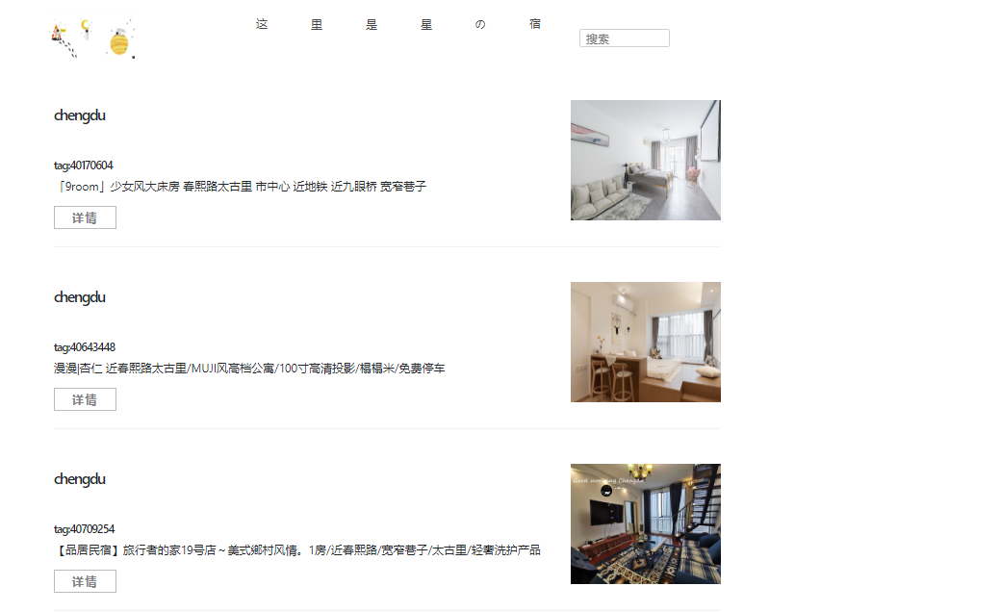 这 里 是 星 の 宿
搜索
chengdu
tag:40170604
「9room」少女风大床房 春熙路太古里 市中心 近地铁 近九眼桥 宽窄巷子
详情
chengdu
tag:40643448
漫漫|杏仁 近春熙路太古里/MUJI风高档公寓/100寸高清投影/榻榻米/免费停车
详情
chengdu
tag:40709254
【品居民宿】旅行者的家19号店～美式鄉村风情。1房/近春熙路/宽窄巷子/太古里/轻奢洗护产品
Good morning Chengdu
详情